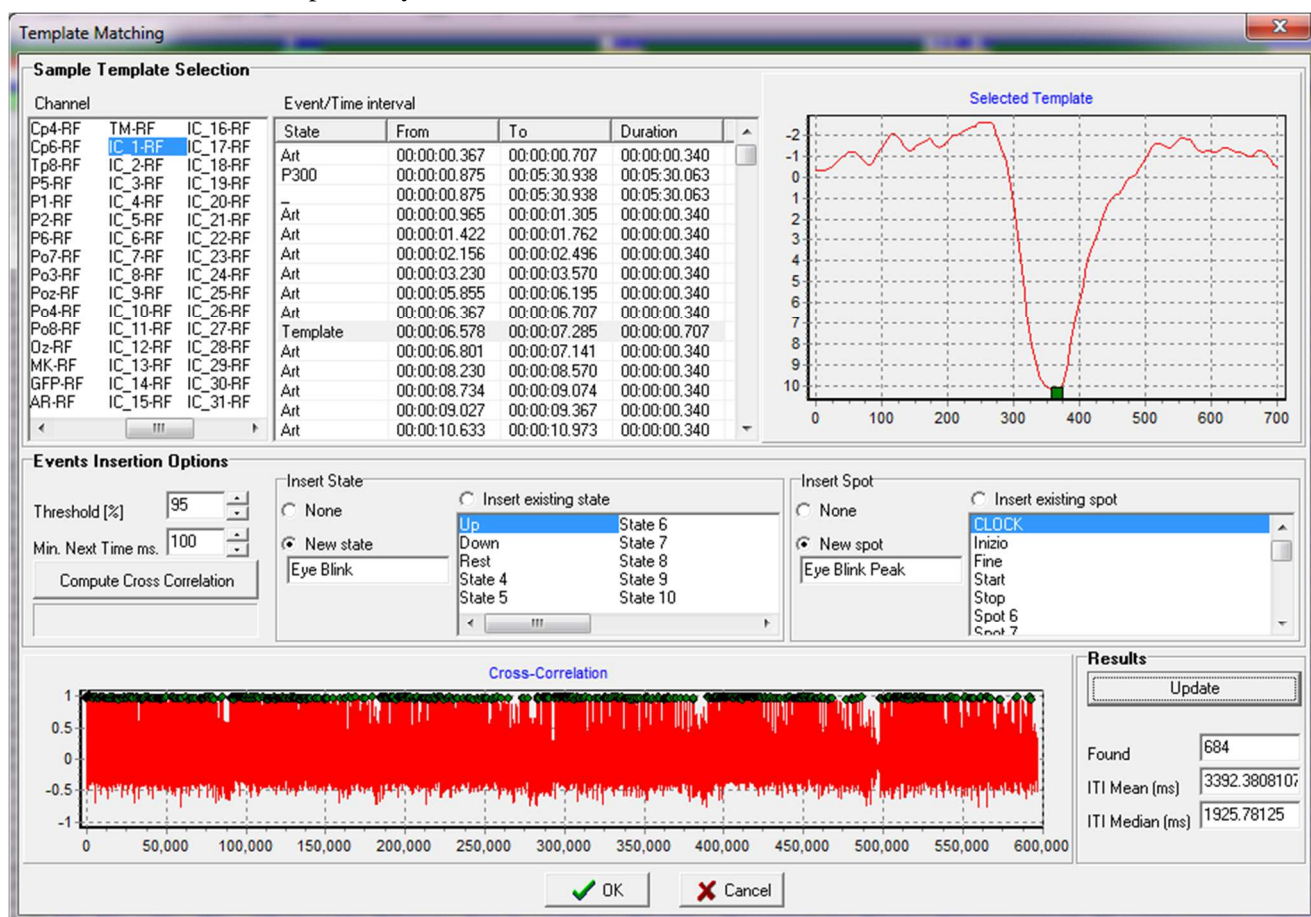 Template Matching
Sample Template Selection
Channel
Cp4-RF TM-RF IC_16-RF
Cp6-RF IC_1-RF IC_17-RF
Tp8-RF IC_2-RF IC_18-RF
P5-RF IC_3-RF IC_19-RF
P1-RF IC_4-RF IC_20-RF
P2-RF IC_5-RF IC_21-RF
P6-RF IC_6-RF IC_22-RF
Po7-RF IC_7-RF IC_23-RF
Po3-RF IC_8-RF IC_24-RF
Poz-RF IC_9-RF IC_25-RF
Po4-RF IC_10-RF IC_26-RF
Po8-RF IC_11-RF IC_27-RF
Oz-RF IC_12-RF IC_28-RF
MK-RF IC_13-RF IC_29-RF
GFP-RF IC_14-RF IC_30-RF
AR-RF IC_15-RF IC_31-RF
Event/Time interval
State From To Duration
Art 00:00:00.367 00:00:00.707 00:00:00.340
P300 00:00:00.875 00:05:30.938 00:05:30.063
_ 00:00:00.875 00:05:30.938 00:05:30.063
Art 00:00:00.965 00:00:01.305 00:00:00.340
Art 00:00:01.422 00:00:01.762 00:00:00.340
Art 00:00:02.156 00:00:02.496 00:00:00.340
Art 00:00:03.230 00:00:03.570 00:00:00.340
Art 00:00:05.855 00:00:06.195 00:00:00.340
Art 00:00:06.367 00:00:06.707 00:00:00.340
Template 00:00:06.578 00:00:07.285 00:00:00.707
Art 00:00:06.801 00:00:07.141 00:00:00.340
Art 00:00:08.230 00:00:08.570 00:00:00.340
Art 00:00:08.734 00:00:09.074 00:00:00.340
Art 00:00:09.027 00:00:09.367 00:00:00.340
Art 00:00:10.633 00:00:10.973 00:00:00.340
Selected Template
-2
-1
0
1
2
3
4
5
6
7
8
9
10
0 100 200 300 400 500 600 700
Events Insertion Options
Threshold [%] 95
Min. Next Time ms. 100
Compute Cross Correlation
Insert State
None
New state
Eye Blink
Insert existing state
Up State 6
Down State 7
Rest State 8
State 4 State 9
State 5 State 10
Insert Spot
None
New spot
Eye Blink Peak
Insert existing spot
CLOCK
Inizio
Fine
Start
Stop
Spot 6
Spot 7
Cross-Correlation
1
0.5
0
-0.5
-1
0 50,000 100,000 150,000 200,000 250,000 300,000 350,000 400,000 450,000 500,000 550,000 600,000
Results
Update
Found 684
ITI Mean (ms) 3392.3808107
ITI Median (ms) 1925.78125
OK Cancel